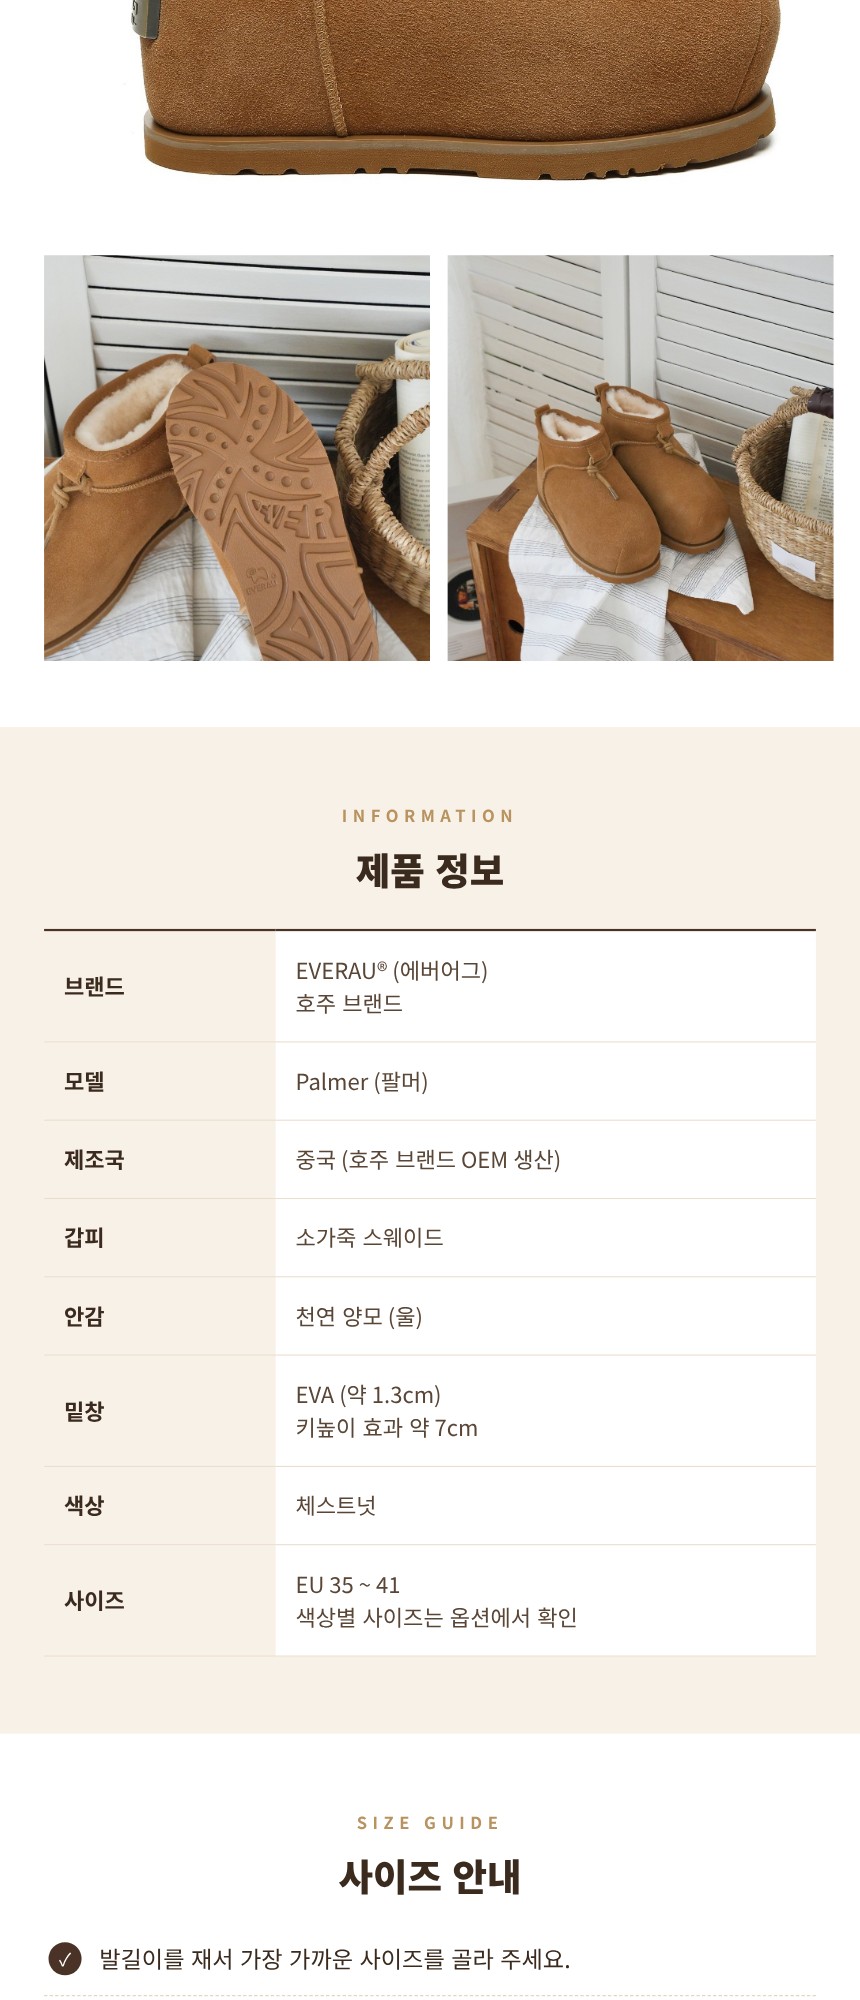 EVERAU
INFORMATION
제품 정보
브랜드
EVERAU® (에버어그)
호주 브랜드
모델
Palmer (팔머)
제조국
중국 (호주 브랜드 OEM 생산)
갑피
소가죽 스웨이드
안감
천연 양모 (울)
밑창
EVA (약 1.3cm)
키높이 효과 약 7cm
색상
체스트넛
사이즈
EU 35 ~ 41
색상별 사이즈는 옵션에서 확인
SIZE GUIDE
사이즈 안내
✓ 발길이를 재서 가장 가까운 사이즈를 골라 주세요.